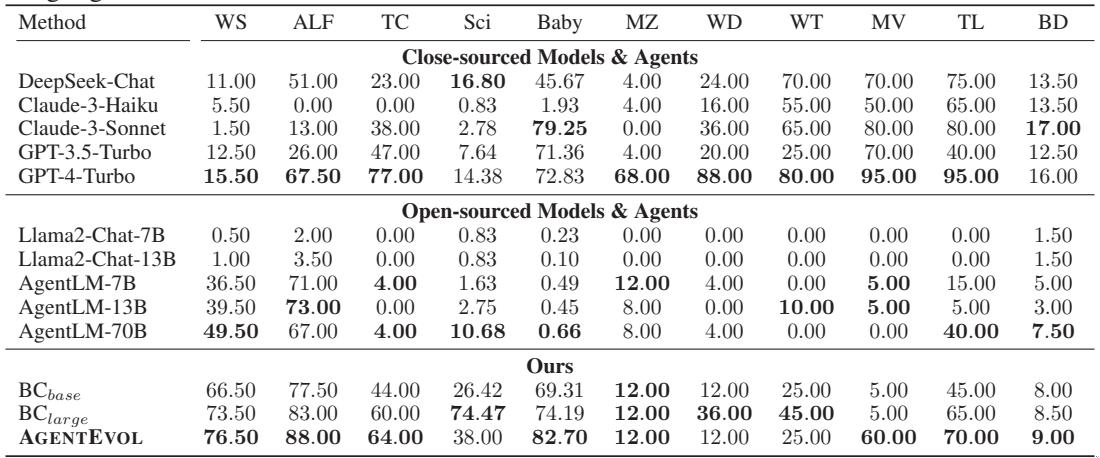 Method WS ALF TC Sci Baby MZ WD WT MV TL BD
Close-sourced Models & Agents
DeepSeek-Chat 11.00 51.00 23.00 16.80 45.67 4.00 24.00 70.00 70.00 75.00 13.50
Claude-3-Haiku 5.50 0.00 0.00 0.83 1.93 4.00 16.00 55.00 50.00 65.00 13.50
Claude-3-Sonnet 1.50 13.00 38.00 2.78 79.25 0.00 36.00 65.00 80.00 80.00 17.00
GPT-3.5-Turbo 12.50 26.00 47.00 7.64 71.36 4.00 20.00 25.00 70.00 40.00 12.50
GPT-4-Turbo 15.50 67.50 77.00 14.38 72.83 68.00 88.00 80.00 95.00 95.00 16.00
Open-sourced Models & Agents
Llama2-Chat-7B 0.50 2.00 0.00 0.83 0.23 0.00 0.00 0.00 0.00 0.00 1.50
Llama2-Chat-13B 1.00 3.50 0.00 0.83 0.10 0.00 0.00 0.00 0.00 0.00 1.50
AgentLM-7B 36.50 71.00 4.00 1.63 0.49 12.00 4.00 0.00 5.00 15.00 5.00
AgentLM-13B 39.50 73.00 0.00 2.75 0.45 8.00 0.00 10.00 5.00 5.00 3.00
AgentLM-70B 49.50 67.00 4.00 10.68 0.66 8.00 4.00 0.00 0.00 40.00 7.50
Ours
BC_base 66.50 77.50 44.00 26.42 69.31 12.00 12.00 25.00 5.00 45.00 8.00
BC_large 73.50 83.00 60.00 74.47 74.19 12.00 36.00 45.00 5.00 65.00 8.50
AGENTEVOL 76.50 88.00 64.00 38.00 82.70 12.00 12.00 25.00 60.00 70.00 9.00